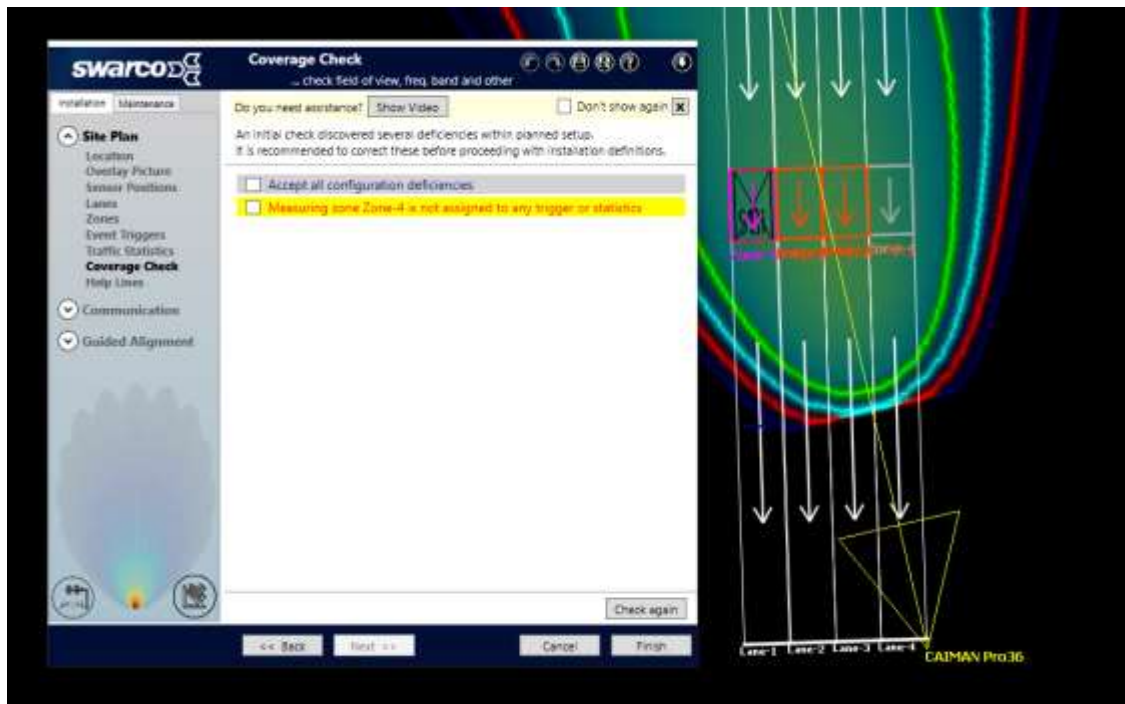 swarco
Coverage Check
... check field of view, freq. band and other
Installation Maintenance
Do you need assistance? Show Video Don't show again
Site Plan
An initial check discovered several deficiencies within planned setup.
It is recommended to correct these before proceeding with installation definitions.
Location
Overlay Picture
Sensor Positions
Lanes
Zones
Event Triggers
Traffic Statistics
Coverage Check
Help Lines
Accept all configuration deficiencies
Measuring zone Zone-4 is not assigned to any trigger or statistics
Communication
Guided Alignment
Check again
<< Back
Next >>
Cancel
Finish
Lane-1 Lane-2 Lane-3 Lane-4
CAIMAN Pro36